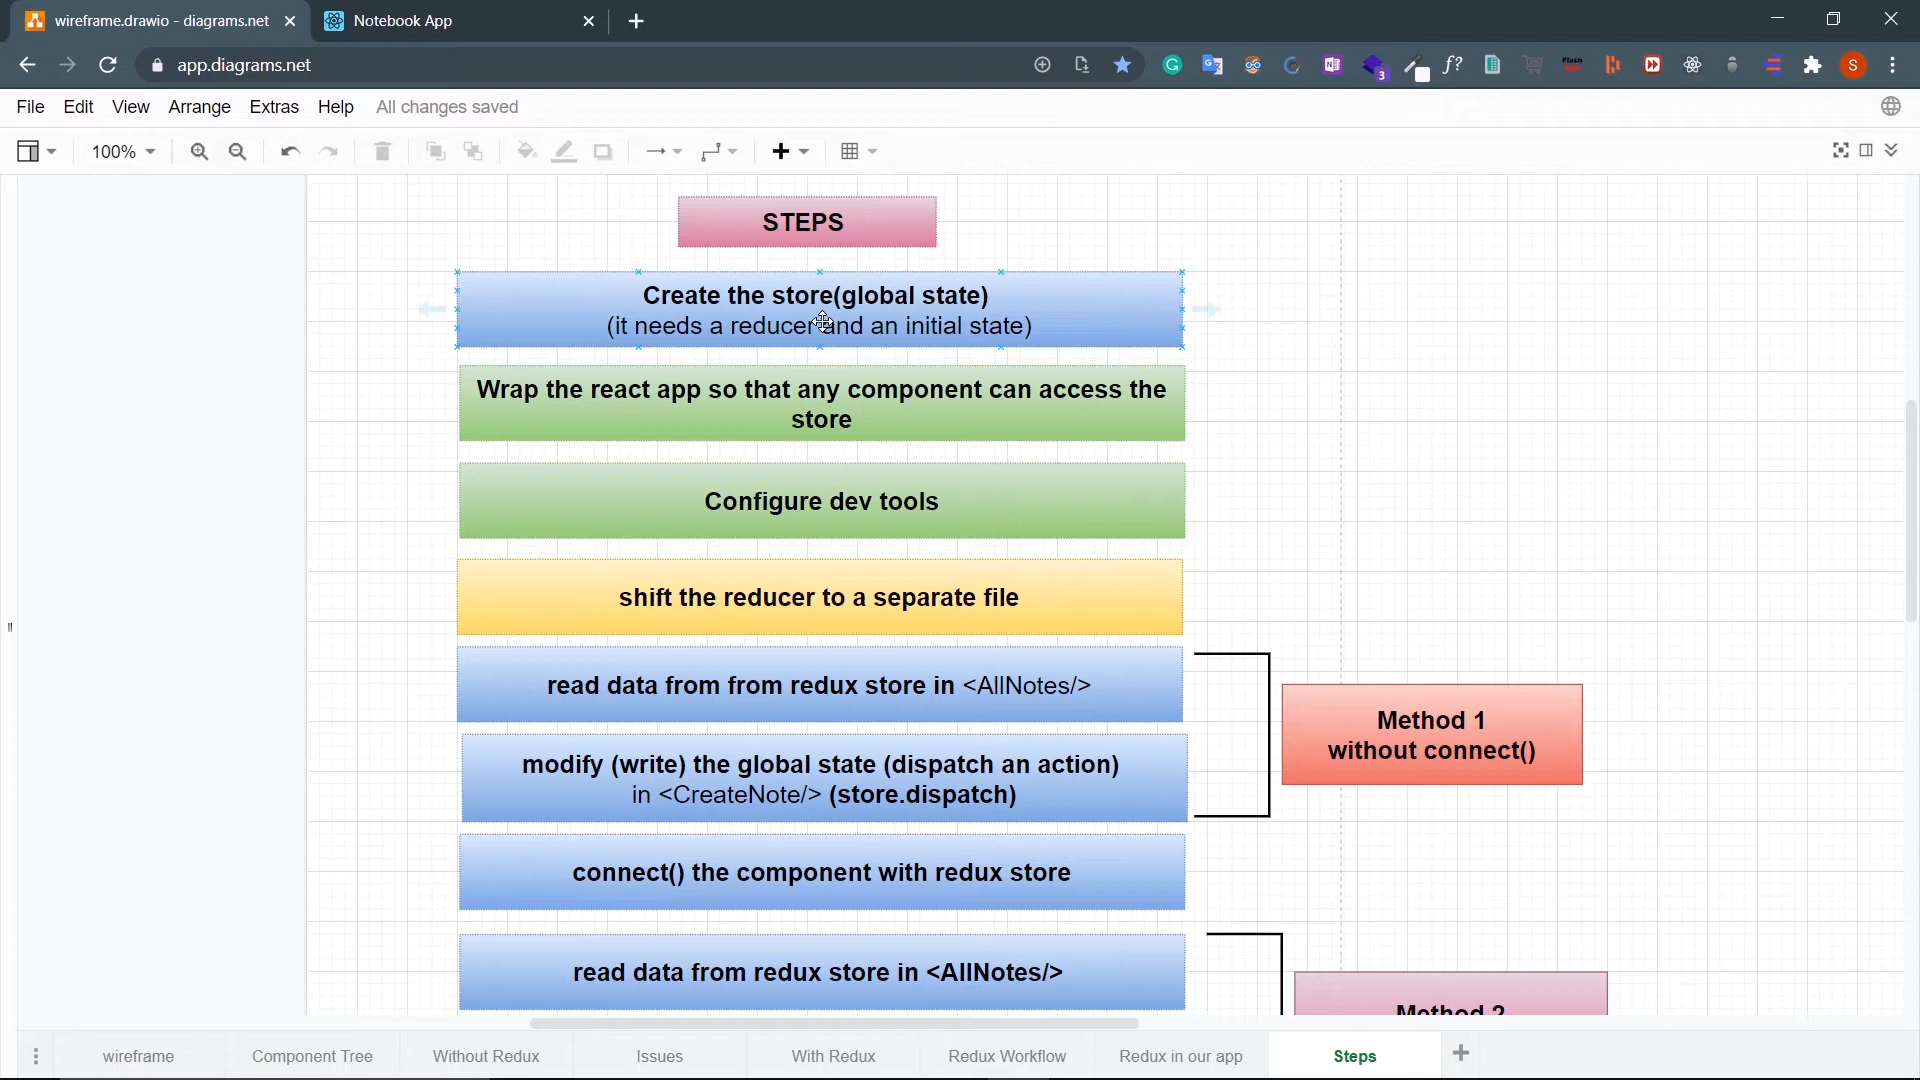 wireframe.drawio - diagrams.net
Notebook App
app.diagrams.net
File Edit View Arrange Extras Help All changes saved
100%
STEPS
Create the store(global state)
(it needs a reducer and an initial state)
Wrap the react app so that any component can access the
store
Configure dev tools
shift the reducer to a separate file
read data from from redux store in <AllNotes/>
Method 1
without connect()
modify (write) the global state (dispatch an action)
in <CreateNote/> (store.dispatch)
connect() the component with redux store
read data from redux store in <AllNotes/>
Method 2
wireframe Component Tree Without Redux Issues With Redux Redux Workflow Redux in our app Steps